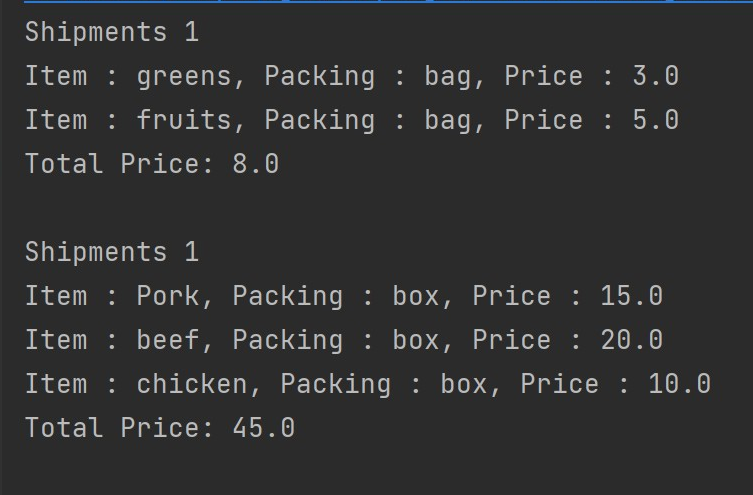 Shipments 1
Item : greens, Packing : bag, Price : 3.0
Item : fruits, Packing : bag, Price : 5.0
Total Price: 8.0
Shipments 1
Item : Pork, Packing : box, Price : 15.0
Item : beef, Packing : box, Price : 20.0
Item : chicken, Packing : box, Price : 10.0
Total Price: 45.0